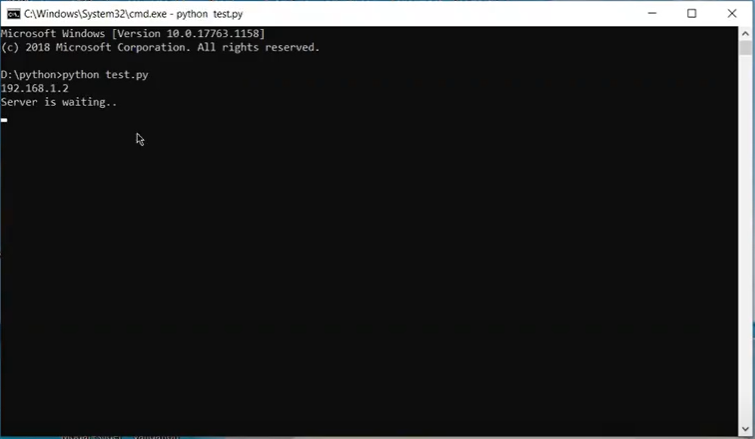 C:\Windows\System32\cmd.exe - python  test.py
Microsoft Windows [Version 10.0.17763.1158]
(c) 2018 Microsoft Corporation. All rights reserved.
D:\python>python test.py
192.168.1.2
Server is waiting..